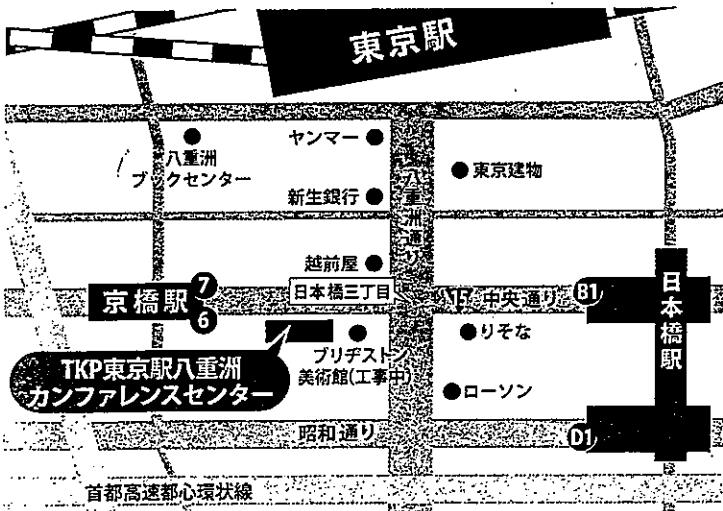 東京駅
ヤンマー
八重洲
ブックセンター
東京建物
新生銀行
八重洲通り
越前屋
日本橋三丁目
京橋駅
7
6
15
中央通り
B1
日本橋駅
りそな
ブリヂストン
美術館(工事中)
TKP東京駅八重洲
カンファレンスセンター
ローソン
昭和通り
D1
首都高速都心環状線